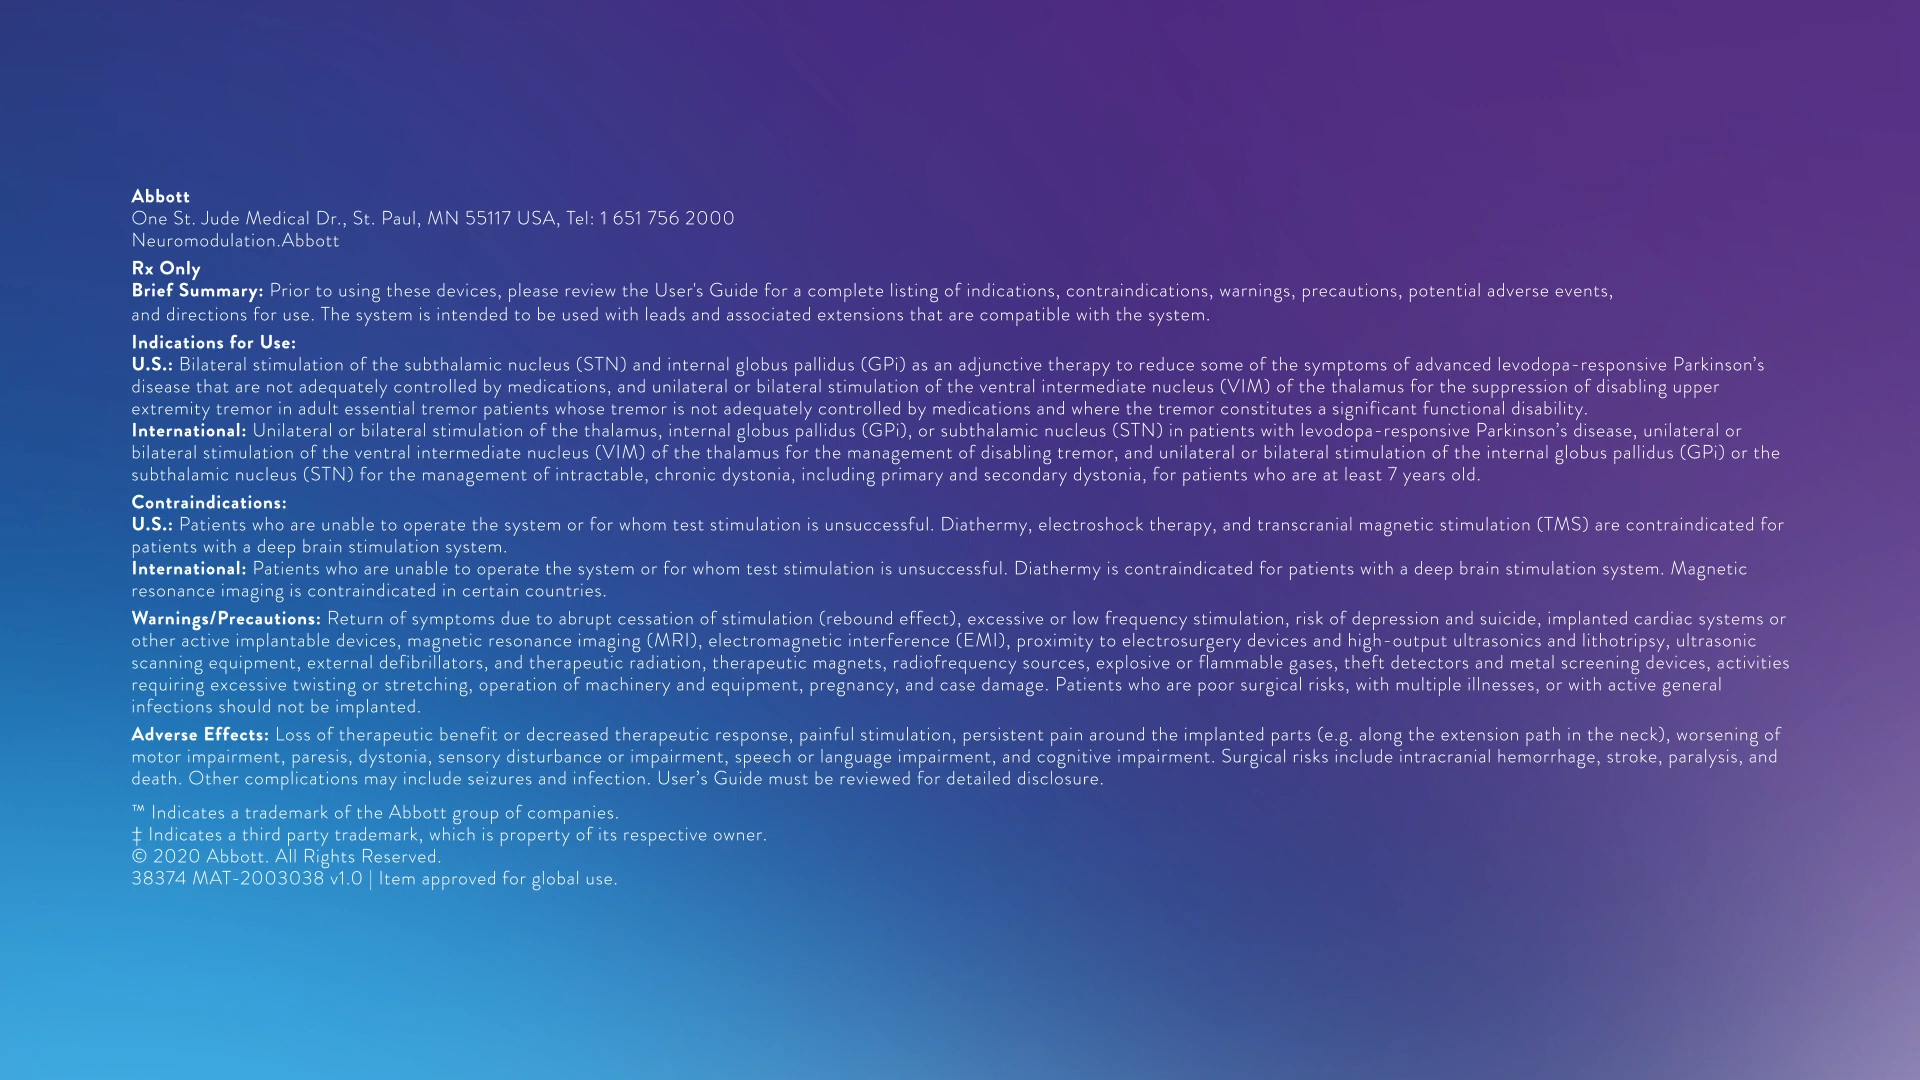 Abbott
One St. Jude Medical Dr., St. Paul, MN 55117 USA, Tel: 1 651 756 2000
Neuromodulation.Abbott
Rx Only
Brief Summary: Prior to using these devices, please review the User's Guide for a complete listing of indications, contraindications, warnings, precautions, potential adverse events,
and directions for use. The system is intended to be used with leads and associated extensions that are compatible with the system.
Indications for Use:
U.S.: Bilateral stimulation of the subthalamic nucleus (STN) and internal globus pallidus (GPi) as an adjunctive therapy to reduce some of the symptoms of advanced levodopa-responsive Parkinson’s
disease that are not adequately controlled by medications, and unilateral or bilateral stimulation of the ventral intermediate nucleus (VIM) of the thalamus for the suppression of disabling upper
extremity tremor in adult essential tremor patients whose tremor is not adequately controlled by medications and where the tremor constitutes a significant functional disability.
International: Unilateral or bilateral stimulation of the thalamus, internal globus pallidus (GPi), or subthalamic nucleus (STN) in patients with levodopa-responsive Parkinson’s disease, unilateral or
bilateral stimulation of the ventral intermediate nucleus (VIM) of the thalamus for the management of disabling tremor, and unilateral or bilateral stimulation of the internal globus pallidus (GPi) or the
subthalamic nucleus (STN) for the management of intractable, chronic dystonia, including primary and secondary dystonia, for patients who are at least 7 years old.
Contraindications:
U.S.: Patients who are unable to operate the system or for whom test stimulation is unsuccessful. Diathermy, electroshock therapy, and transcranial magnetic stimulation (TMS) are contraindicated for
patients with a deep brain stimulation system.
International: Patients who are unable to operate the system or for whom test stimulation is unsuccessful. Diathermy is contraindicated for patients with a deep brain stimulation system. Magnetic
resonance imaging is contraindicated in certain countries.
Warnings/Precautions: Return of symptoms due to abrupt cessation of stimulation (rebound effect), excessive or low frequency stimulation, risk of depression and suicide, implanted cardiac systems or
other active implantable devices, magnetic resonance imaging (MRI), electromagnetic interference (EMI), proximity to electrosurgery devices and high-output ultrasonics and lithotripsy, ultrasonic
scanning equipment, external defibrillators, and therapeutic radiation, therapeutic magnets, radiofrequency sources, explosive or flammable gases, theft detectors and metal screening devices, activities
requiring excessive twisting or stretching, operation of machinery and equipment, pregnancy, and case damage. Patients who are poor surgical risks, with multiple illnesses, or with active general
infections should not be implanted.
Adverse Effects: Loss of therapeutic benefit or decreased therapeutic response, painful stimulation, persistent pain around the implanted parts (e.g. along the extension path in the neck), worsening of
motor impairment, paresis, dystonia, sensory disturbance or impairment, speech or language impairment, and cognitive impairment. Surgical risks include intracranial hemorrhage, stroke, paralysis, and
death. Other complications may include seizures and infection. User’s Guide must be reviewed for detailed disclosure.
™ Indicates a trademark of the Abbott group of companies.
‡ Indicates a third party trademark, which is property of its respective owner.
© 2020 Abbott. All Rights Reserved.
38374 MAT-2003038 v1.0 | Item approved for global use.